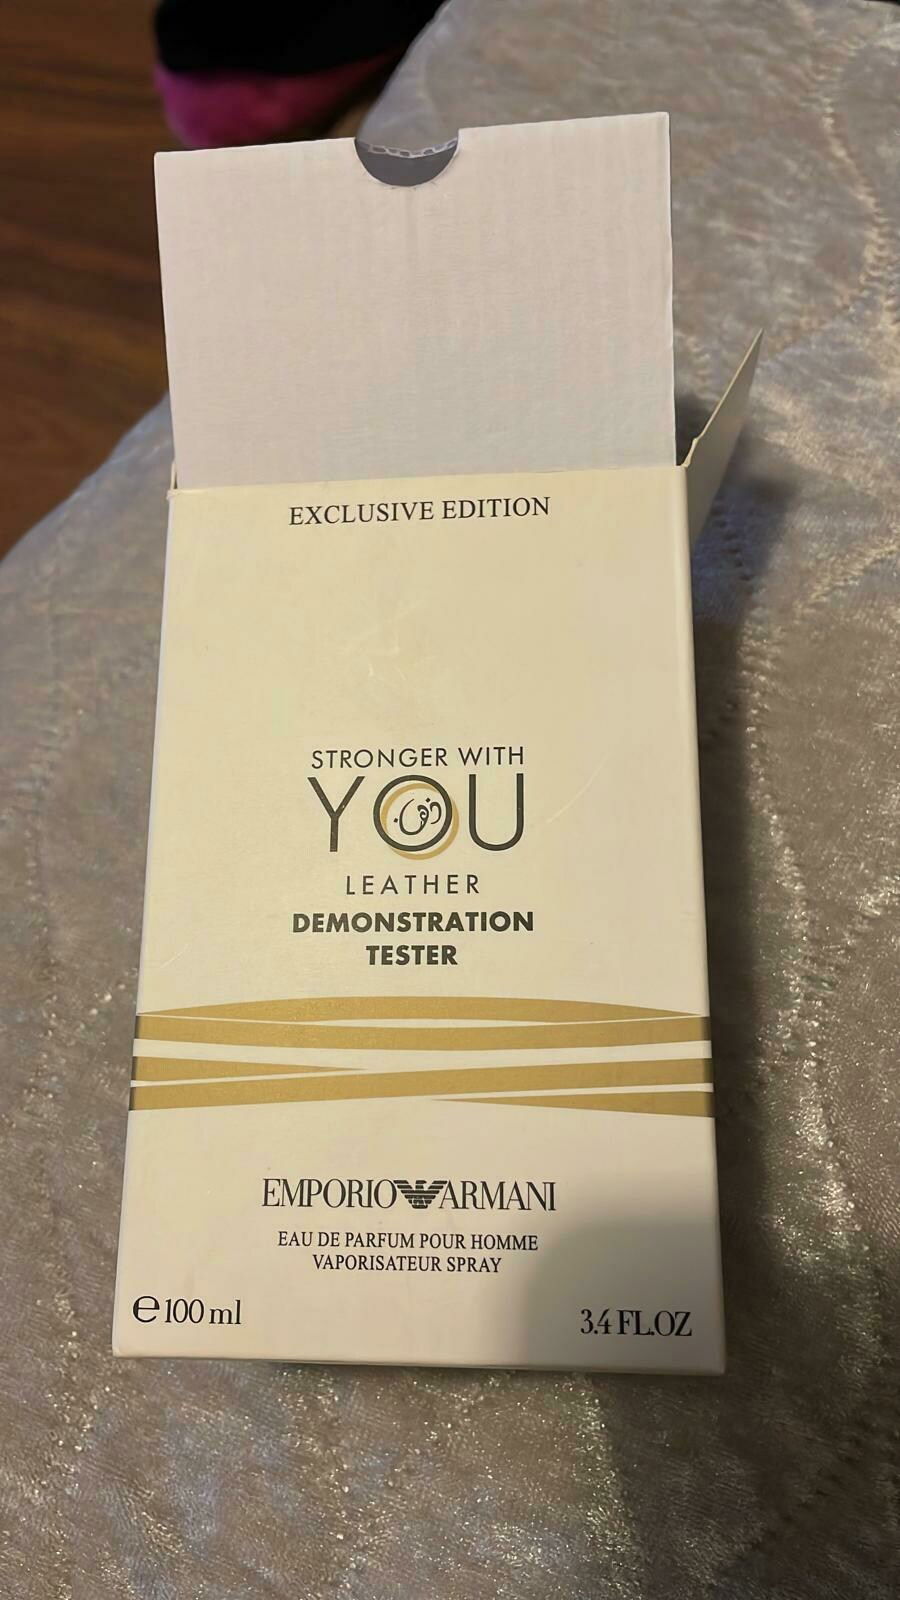 EXCLUSIVE EDITION
STRONGER WITH
YOU
LEATHER
DEMONSTRATION
TESTER
EMPORIO ARMANI
EAU DE PARFUM POUR HOMME
VAPORISATEUR SPRAY
℮ 100 ml
3.4 FL.OZ